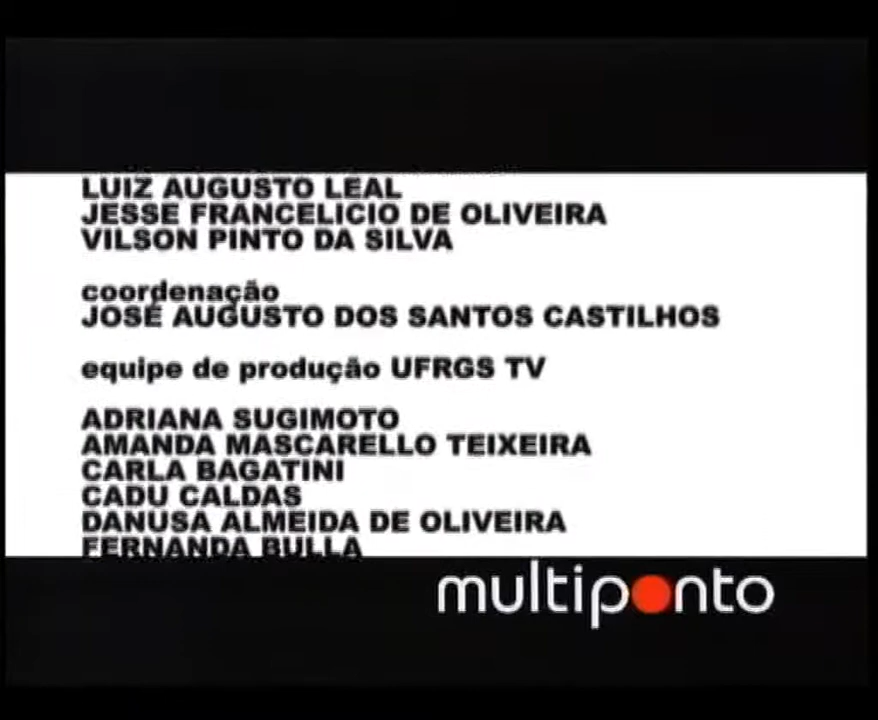 LUIZ AUGUSTO LEAL
JESSE FRANCELICIO DE OLIVEIRA
VILSON PINTO DA SILVA
coordenação
JOSÉ AUGUSTO DOS SANTOS CASTILHOS
equipe de produção UFRGS TV
ADRIANA SUGIMOTO
AMANDA MASCARELLO TEIXEIRA
CARLA BAGATINI
CADU CALDAS
DANUSA ALMEIDA DE OLIVEIRA
FERNANDA BULLA
multiponto